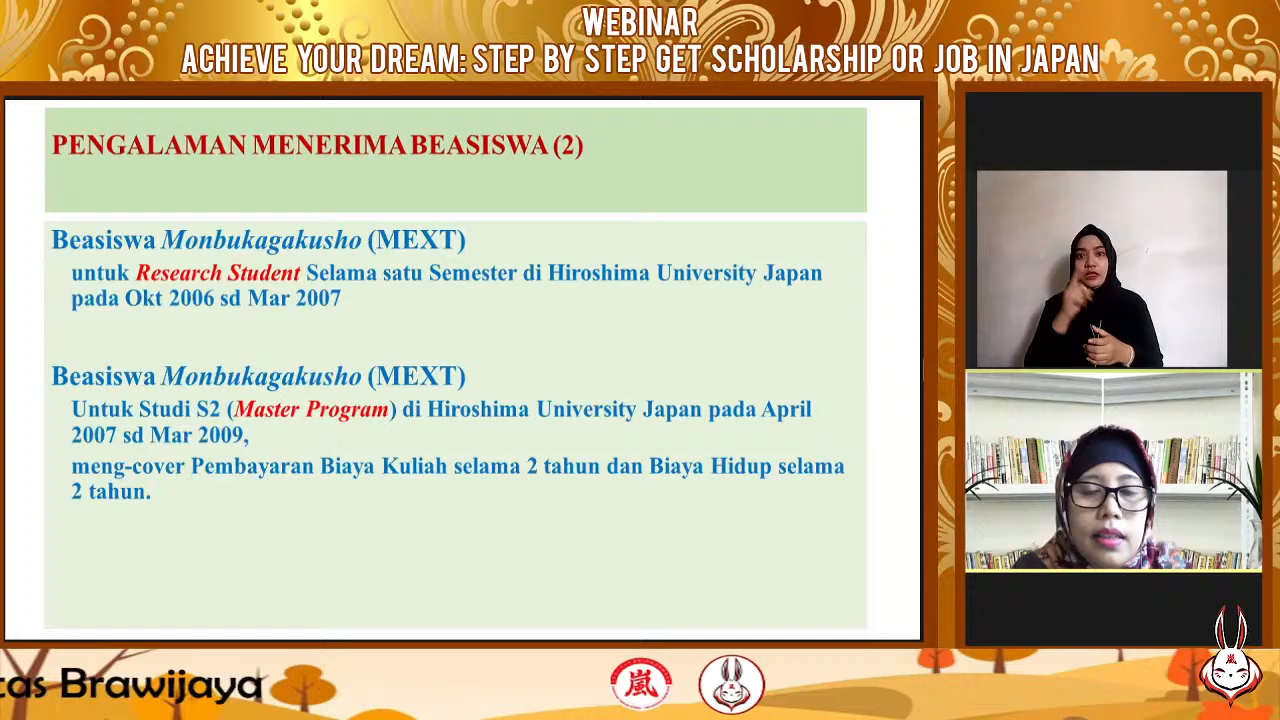 WEBINAR
ACHIEVE YOUR DREAM: STEP BY STEP GET SCHOLARSHIP OR JOB IN JAPAN
PENGALAMAN MENERIMA BEASISWA (2)
Beasiswa Monbukagakusho (MEXT)
untuk Research Student Selama satu Semester di Hiroshima University Japan
pada Okt 2006 sd Mar 2007
Beasiswa Monbukagakusho (MEXT)
Untuk Studi S2 (Master Program) di Hiroshima University Japan pada April
2007 sd Mar 2009,
meng-cover Pembayaran Biaya Kuliah selama 2 tahun dan Biaya Hidup selama
2 tahun.
tas Brawijaya
嵐